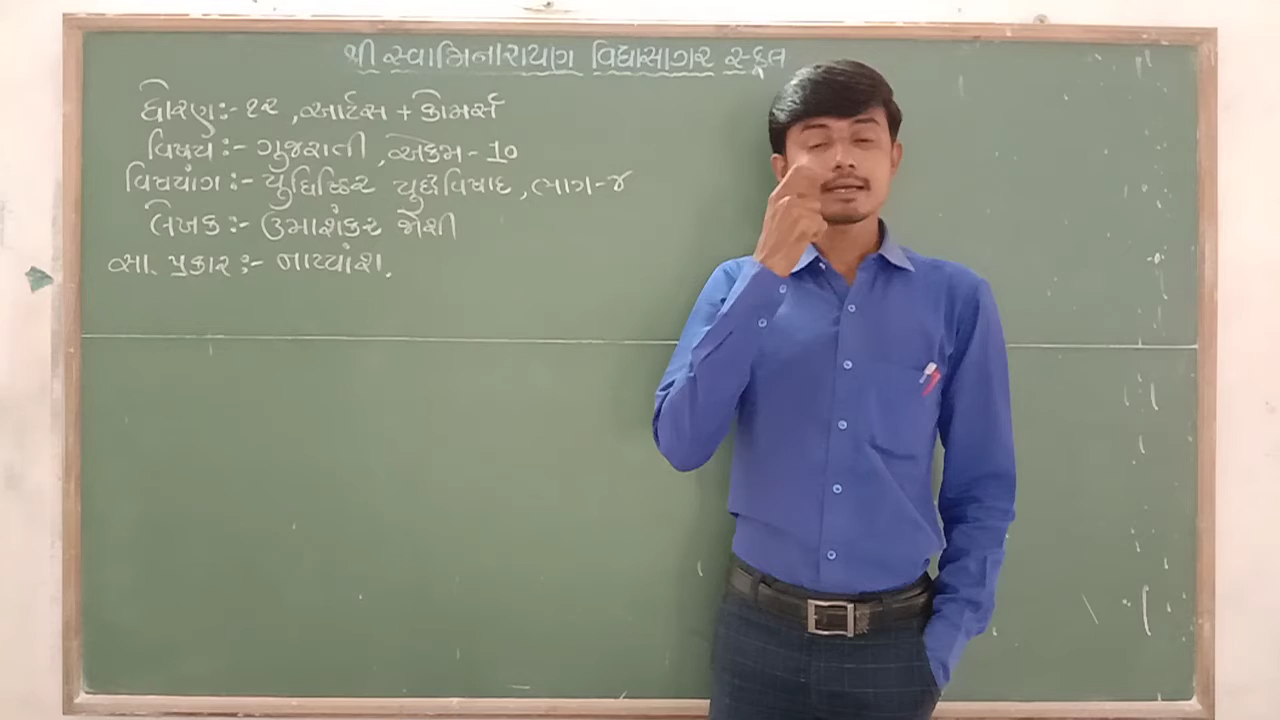 શ્રી સ્વામિનારાયણ વિદ્યાસાગર સ્કૂલ
ધોરણ:- ૧૨, આર્ટસ + કોમર્સ
વિષય:- ગુજરાતી, એકમ - 10
વિષયાંગ:- યુધિષ્ઠિર યુદ્ધવિષાદ, ભાગ-૪
લેખક:- ઉમાશંકર જોશી
સા. પ્રકાર:- નાટ્યાંશ.